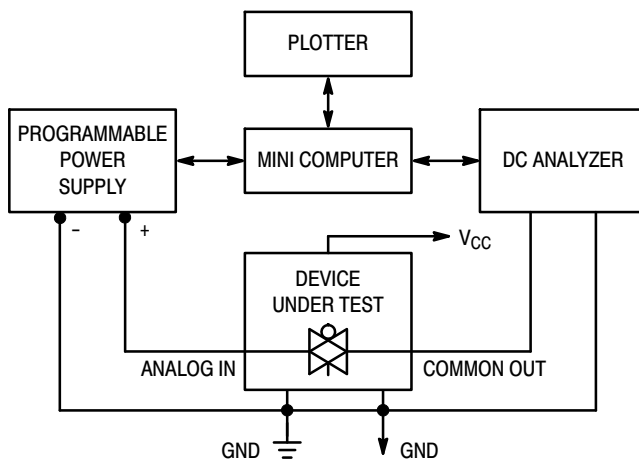 PLOTTER
PROGRAMMABLE
POWER
SUPPLY
MINI COMPUTER
DC ANALYZER
– +
VCC
DEVICE
UNDER TEST
ANALOG IN
COMMON OUT
GND
GND